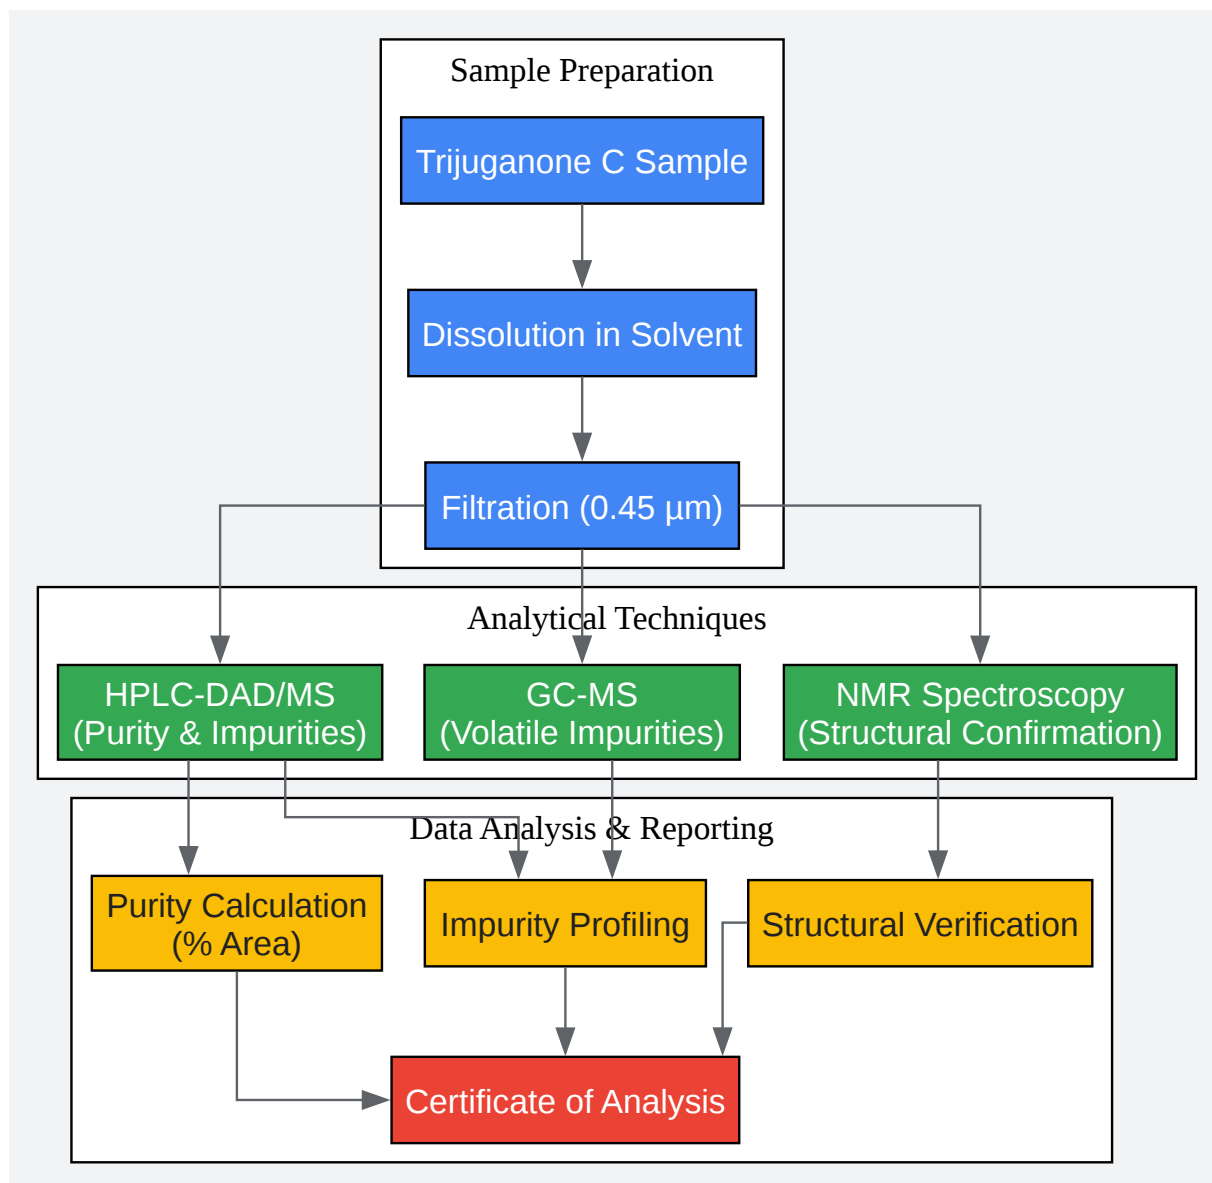 Sample Preparation
Trijuganone C Sample
Dissolution in Solvent
Filtration (0.45 µm)
Analytical Techniques
HPLC-DAD/MS
(Purity & Impurities)
GC-MS
(Volatile Impurities)
NMR Spectroscopy
(Structural Confirmation)
Data Analysis & Reporting
Purity Calculation
(% Area)
Impurity Profiling
Structural Verification
Certificate of Analysis